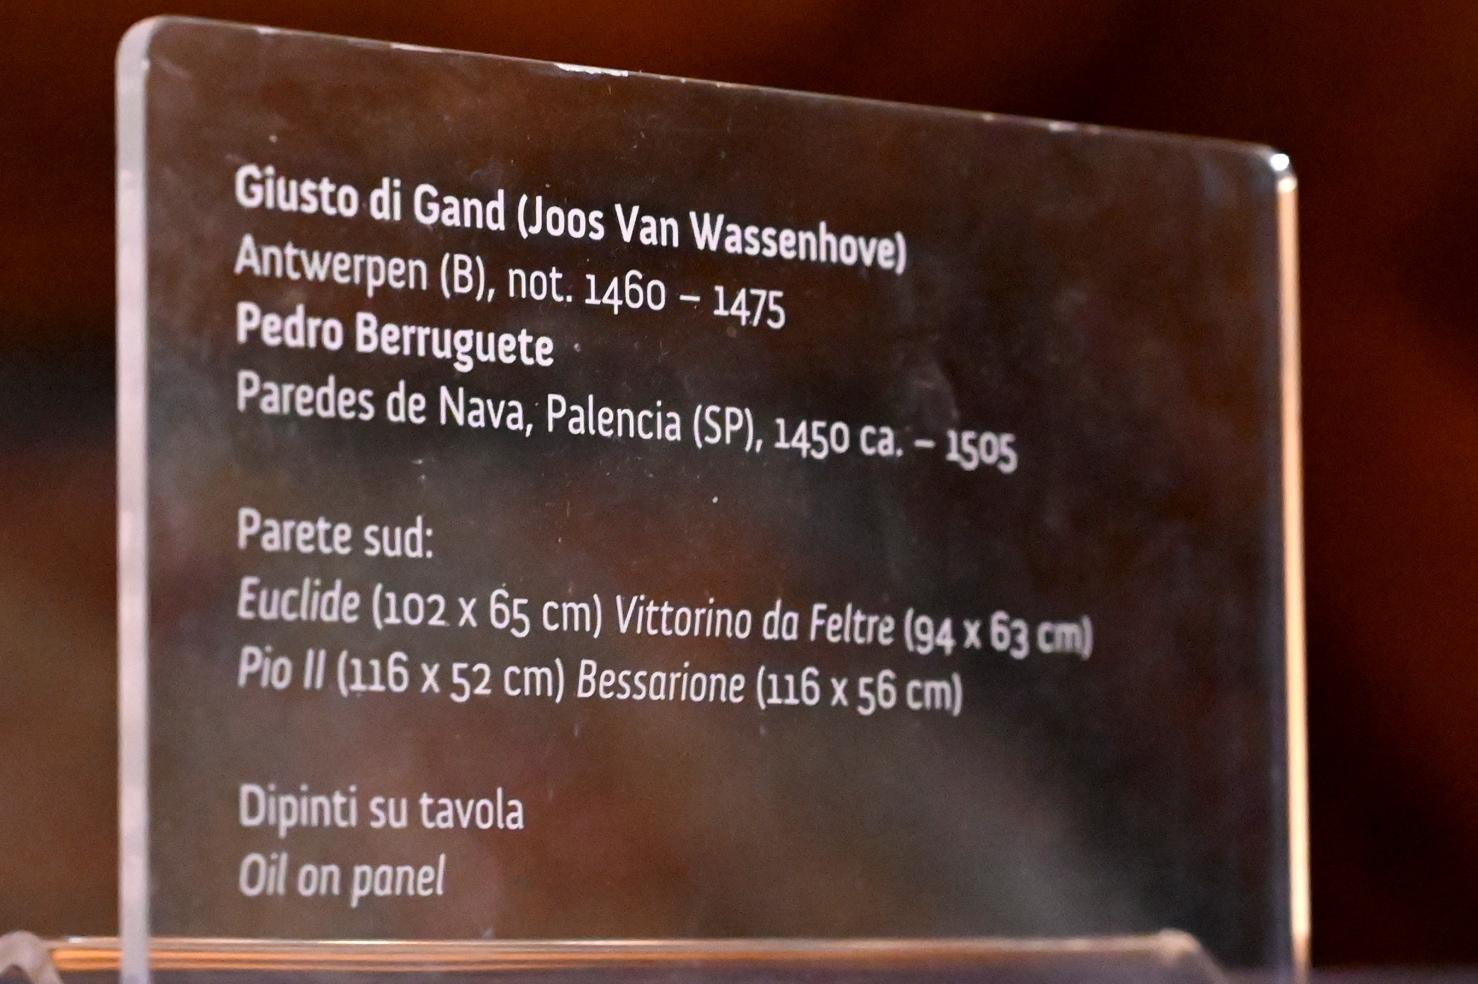 Giusto di Gand (Joos Van Wassenhove)
Antwerpen (B), not. 1460 – 1475
Pedro Berruguete
Paredes de Nava, Palencia (SP), 1450 ca. – 1505
Parete sud:
Euclide (102 x 65 cm) Vittorino da Feltre (94 x 63 cm)
Pio II (116 x 52 cm) Bessarione (116 x 56 cm)
Dipinti su tavola
Oil on panel